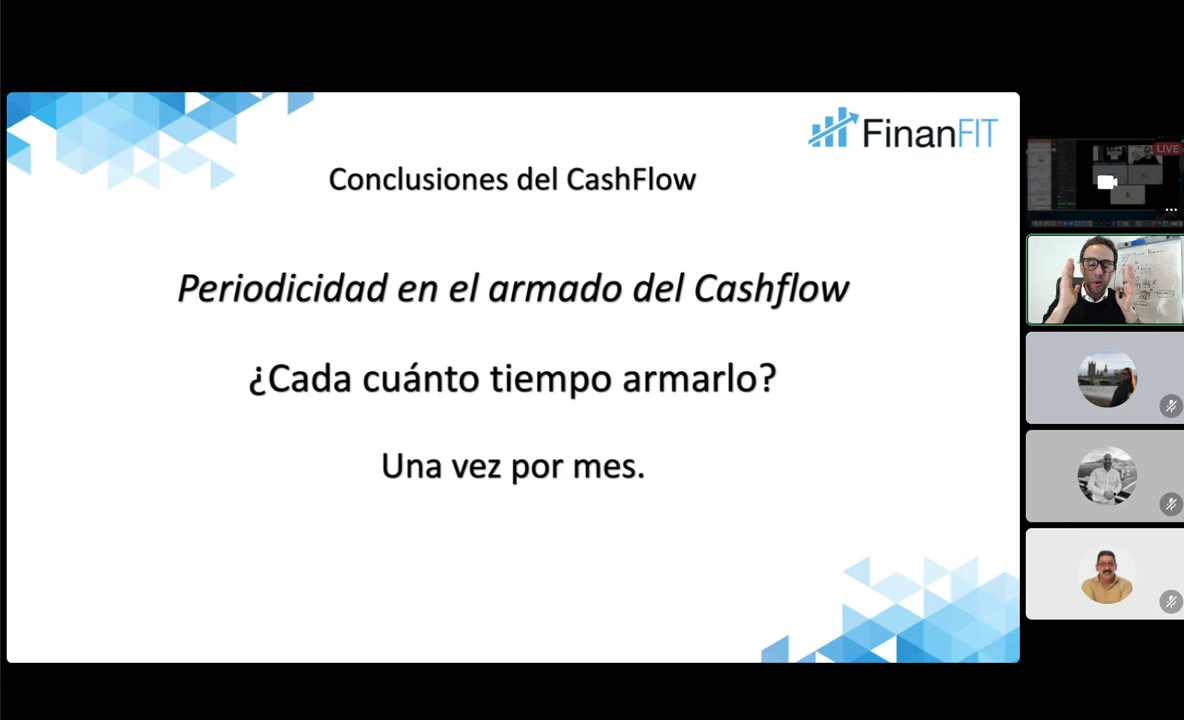 FinanFIT
Conclusiones del CashFlow
Periodicidad en el armado del Cashflow
¿Cada cuánto tiempo armarlo?
Una vez por mes.
LIVE